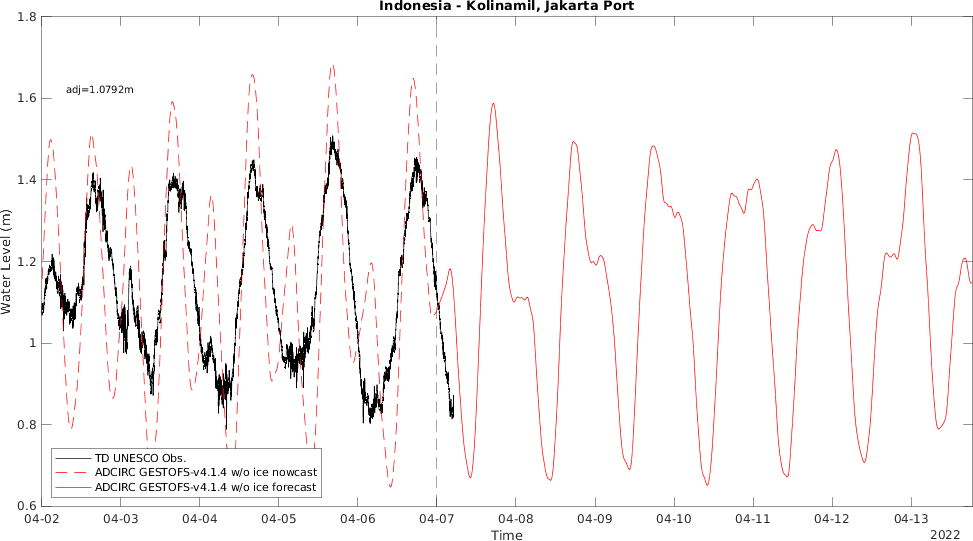 Indonesia - Kolinamil, Jakarta Port
1.8
1.6
1.4
1.2
1
0.8
0.6
Water Level (m)
adj=1.0792m
TD UNESCO Obs.
ADCIRC GESTOFS-v4.1.4 w/o ice nowcast
ADCIRC GESTOFS-v4.1.4 w/o ice forecast
04-02 04-03 04-04 04-05 04-06 04-07 04-08 04-09 04-10 04-11 04-12 04-13
Time
2022